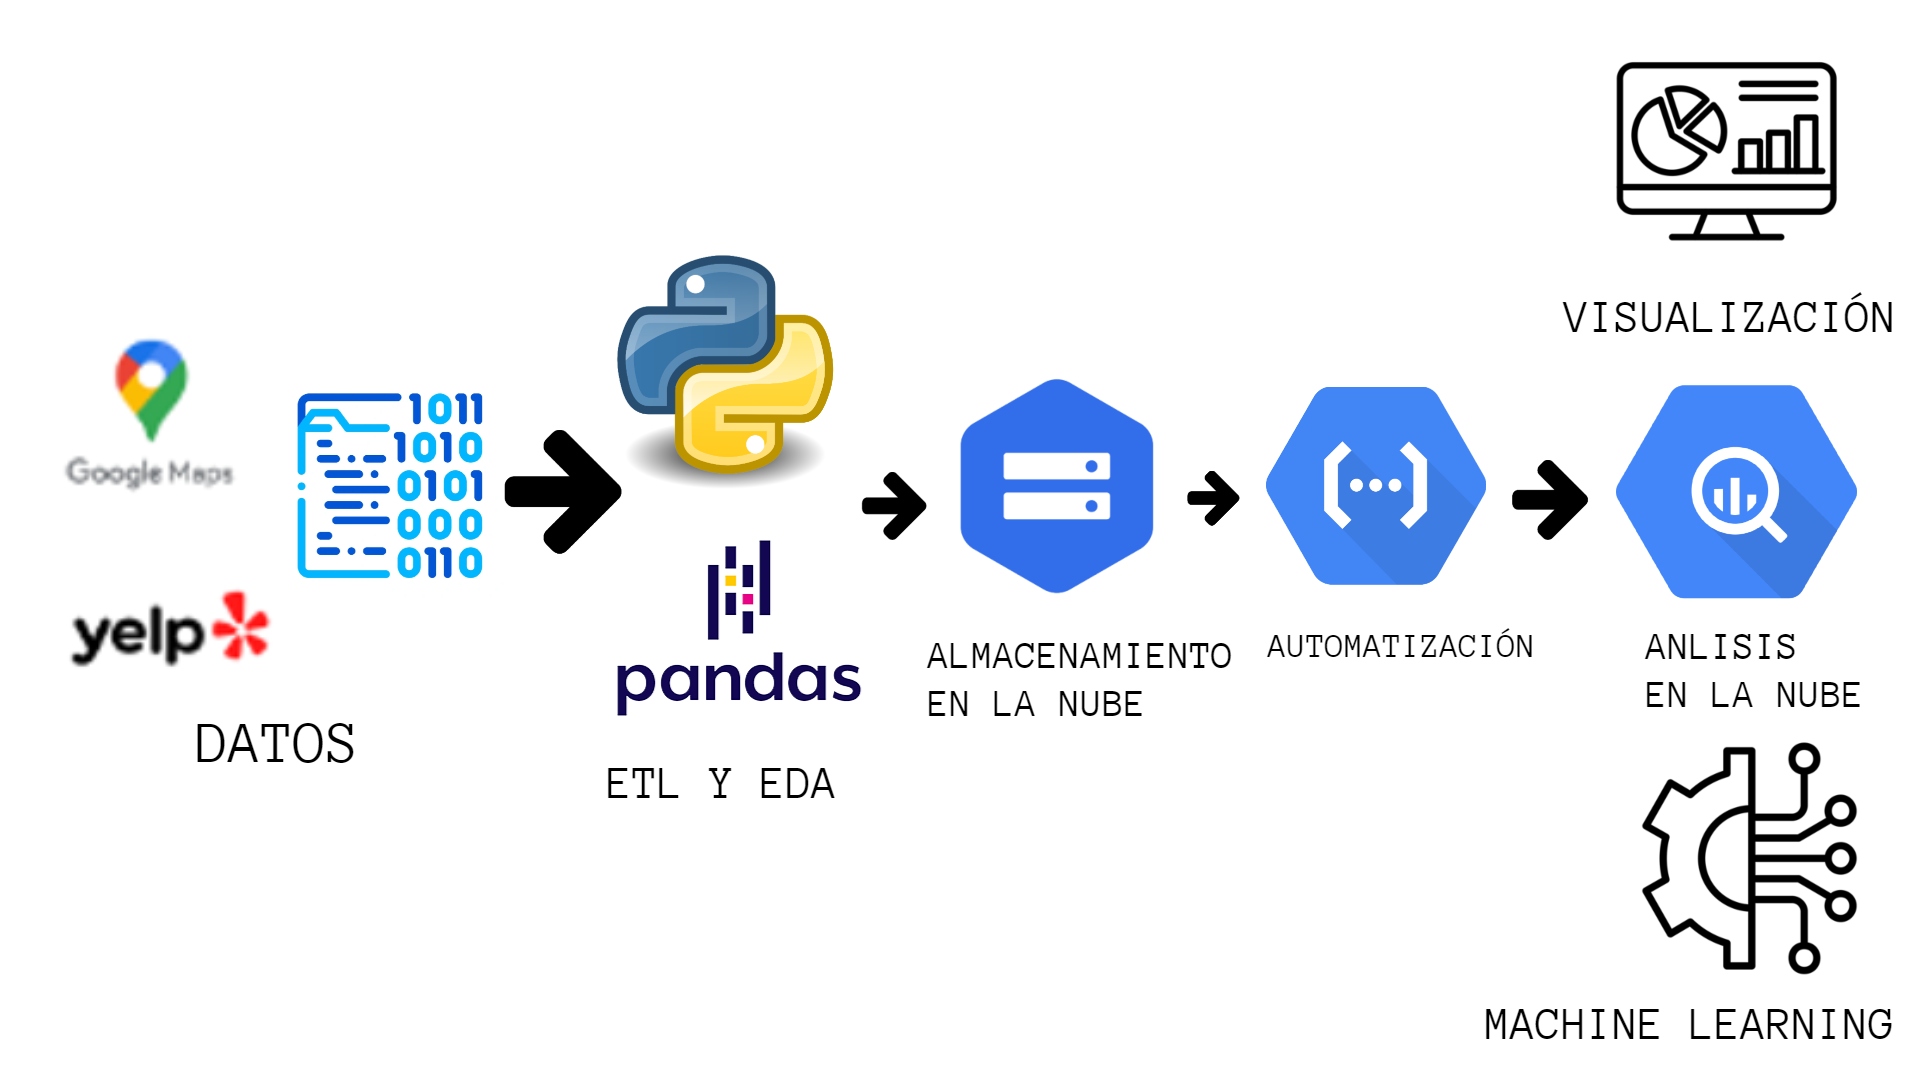 Google Maps
1011
1010
0101
000
0110
yelp
DATOS
pandas
ETL Y EDA
ALMACENAMIENTO
EN LA NUBE
AUTOMATIZACIÓN
VISUALIZACIÓN
ANLISIS
EN LA NUBE
MACHINE LEARNING